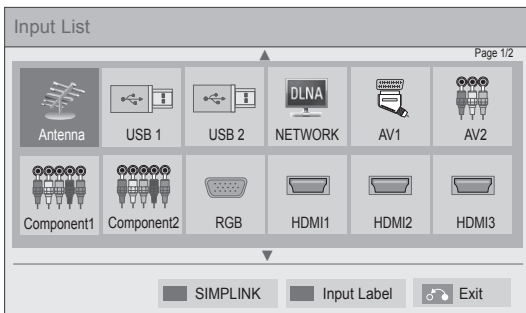 Input List
Page 1/2
Antenna
USB 1
USB 2
DLNA
NETWORK
AV1
AV2
Component1
Component2
RGB
HDMI1
HDMI2
HDMI3
SIMPLINK
Input Label
Exit